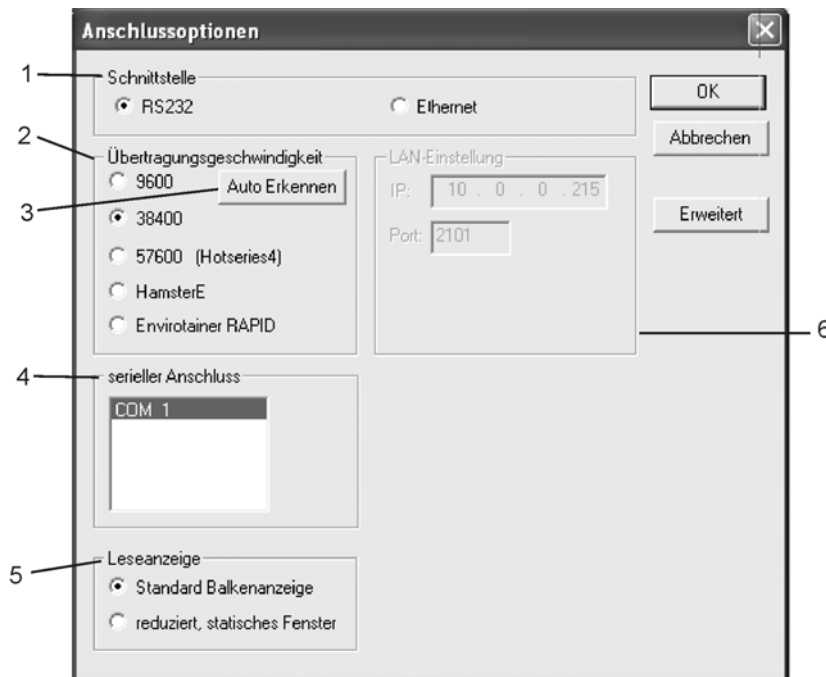 Anschlussoptionen
1
Schnittstelle
RS232
Ethernet
OK
Abbrechen
Erweitert
2
Übertragungsgeschwindigkeit
9600
Auto Erkennen
3
38400
57600 (Hotseries4)
HamsterE
Envirotainer RAPID
LAN-Einstellung
IP: 10 . 0 . 0 .215
Port: 2101
6
4
serieller Anschluss
COM 1
5
Leseanzeige
Standard Balkenanzeige
reduziert, statisches Fenster